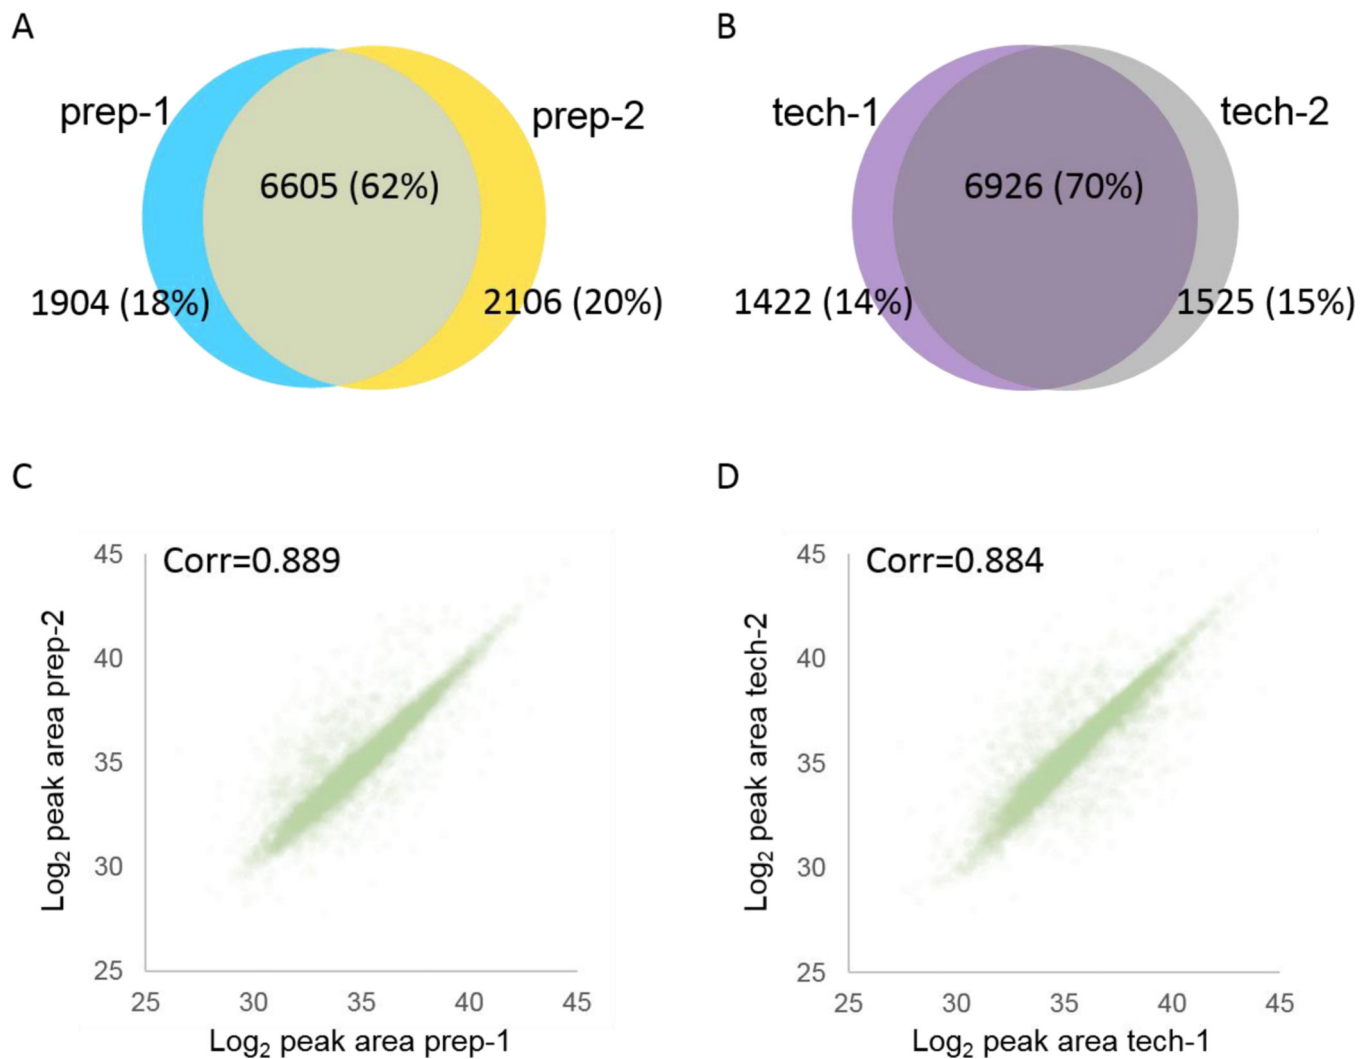 A
prep-1
prep-2
6605 (62%)
1904 (18%)
2106 (20%)
B
tech-1
tech-2
6926 (70%)
1422 (14%)
1525 (15%)
C
Corr=0.889
45
40
35
30
25
25 30 35 40 45
Log₂ peak area prep-2
Log₂ peak area prep-1
D
Corr=0.884
45
40
35
30
25
25 30 35 40 45
Log₂ peak area tech-2
Log₂ peak area tech-1